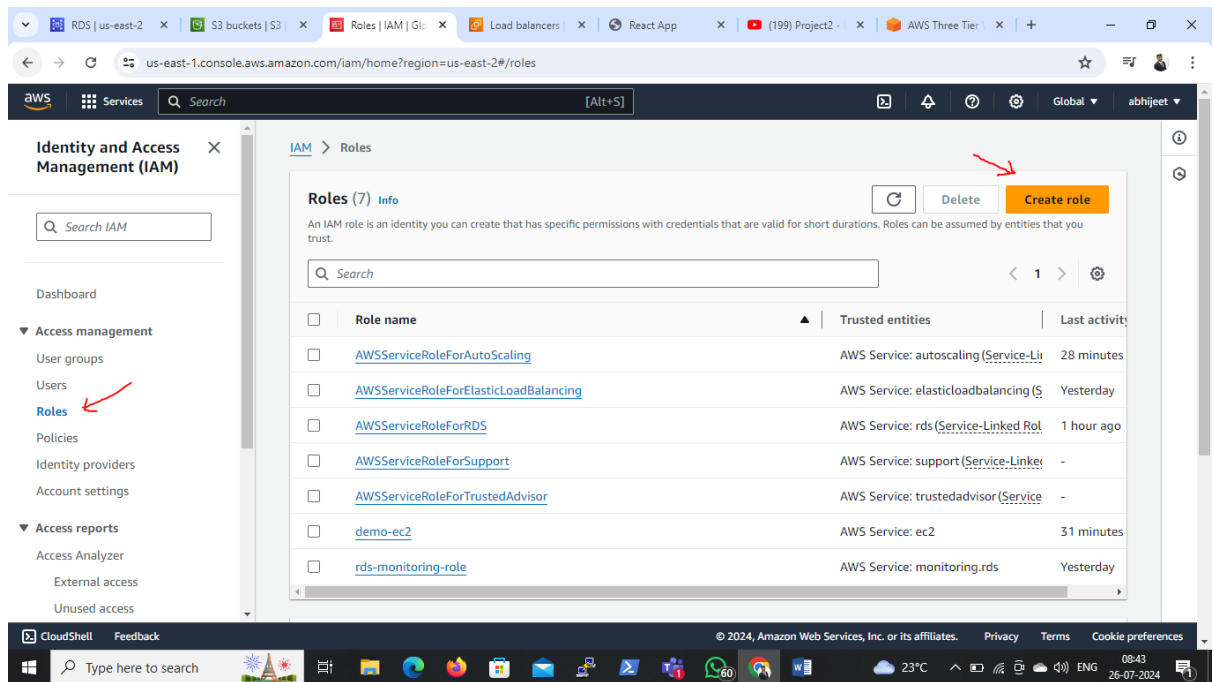 RDS | us-east-2
S3 buckets | S3 |
Roles | IAM | Glo
Load balancers |
React App
(199) Project2 -
AWS Three Tier
us-east-1.console.aws.amazon.com/iam/home?region=us-east-2#/roles
aws
Services
Search
[Alt+S]
Global
abhijeet
Identity and Access
Management (IAM)
Search IAM
Dashboard
Access management
User groups
Users
Roles
Policies
Identity providers
Account settings
Access reports
Access Analyzer
External access
Unused access
IAM > Roles
Roles (7) Info
Delete
Create role
An IAM role is an identity you can create that has specific permissions with credentials that are valid for short durations. Roles can be assumed by entities that you
trust.
Search
1
Role name Trusted entities Last activity
AWSServiceRoleForAutoScaling AWS Service: autoscaling (Service-Li 28 minutes
AWSServiceRoleForElasticLoadBalancing AWS Service: elasticloadbalancing (S Yesterday
AWSServiceRoleForRDS AWS Service: rds (Service-Linked Rol 1 hour ago
AWSServiceRoleForSupport AWS Service: support (Service-Linke -
AWSServiceRoleForTrustedAdvisor AWS Service: trustedadvisor (Service -
demo-ec2 AWS Service: ec2 31 minutes
rds-monitoring-role AWS Service: monitoring.rds Yesterday
CloudShell Feedback © 2024, Amazon Web Services, Inc. or its affiliates. Privacy Terms Cookie preferences
Type here to search
60
23°C
ENG
08:43
26-07-2024